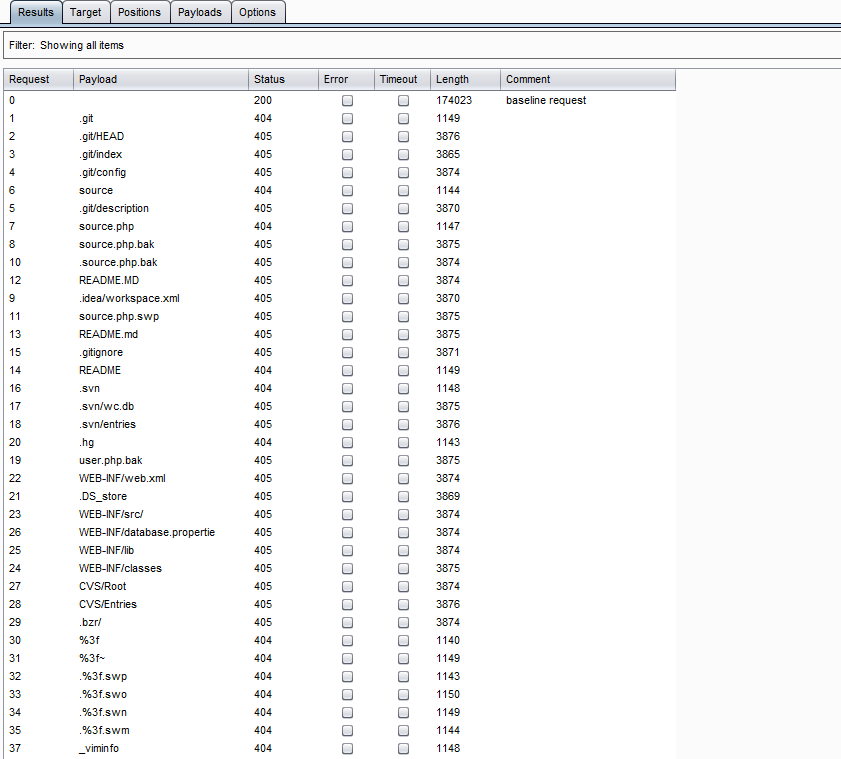 Results Target Positions Payloads Options
Filter: Showing all items
Request Payload Status Error Timeout Length Comment
0 200 174023 baseline request
1 .git 404 1149
2 .git/HEAD 405 3876
3 .git/index 405 3865
4 .git/config 405 3874
6 source 404 1144
5 .git/description 405 3870
7 source.php 404 1147
8 source.php.bak 405 3875
10 .source.php.bak 405 3874
12 README.MD 405 3874
9 .idea/workspace.xml 405 3870
11 source.php.swp 405 3875
13 README.md 405 3875
15 .gitignore 405 3871
14 README 404 1149
16 .svn 404 1148
17 .svn/wc.db 405 3875
18 .svn/entries 405 3876
20 .hg 404 1143
19 user.php.bak 405 3875
22 WEB-INF/web.xml 405 3874
21 .DS_store 405 3869
23 WEB-INF/src/ 405 3874
26 WEB-INF/database.propertie 405 3874
25 WEB-INF/lib 405 3874
24 WEB-INF/classes 405 3875
27 CVS/Root 405 3874
28 CVS/Entries 405 3876
29 .bzr/ 405 3874
30 %3f 404 1140
31 %3f~ 404 1149
32 .%3f.swp 404 1143
33 .%3f.swo 404 1150
34 .%3f.swn 404 1149
35 .%3f.swm 404 1144
37 _viminfo 404 1148